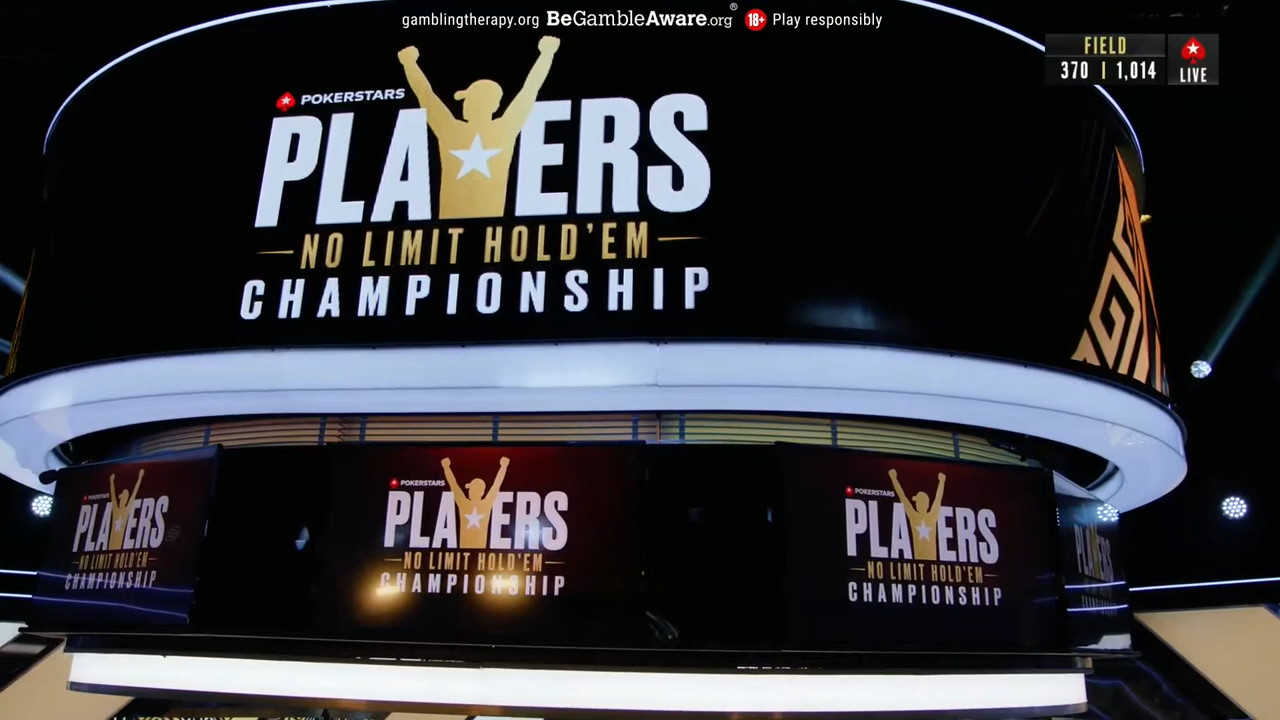 gamblingtherapy.org BeGambleAware.org® 18+ Play responsibly
FIELD
370 | 1,014
LIVE
POKERSTARS
PLAYERS
NO LIMIT HOLD'EM
CHAMPIONSHIP
POKERSTARS
PLAYERS
NO LIMIT HOLD'EM
CHAMPIONSHIP
POKERSTARS
PLAYERS
NO LIMIT HOLD'EM
CHAMPIONSHIP
POKERSTARS
PLAYERS
NO LIMIT HOLD'EM
CHAMPIONSHIP
PLAYERS